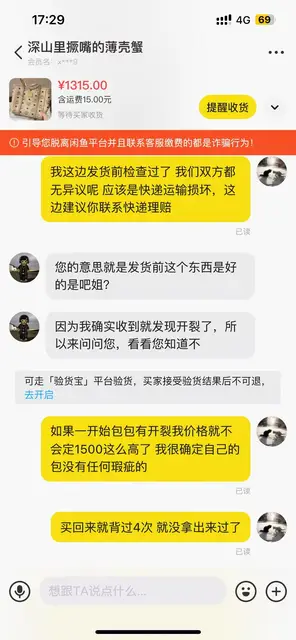 17:29
4G 69
深山里撅嘴的薄壳蟹
会员名：x***9
¥1315.00
含运费15.00元
等待买家收货
提醒收货
引导您脱离闲鱼平台并且联系客服缴费的都是诈骗行为！
我这边发货前检查过了 我们双方都
无异议呢 应该是快递运输损坏，这
边建议你联系快递理赔
已读
您的意思就是发货前这个东西是好
的是吧姐?
因为我确实收到就发现开裂了，所
以来问问您，看看您知道不
可走「验货宝」平台验货，买家接受验货结果后不可退，
去开启
如果一开始包包有开裂我价格就不
会定1500这么高了 我很确定自己的
包没有任何瑕疵的
已读
买回来就背过4次 就没拿出来过了
已读
想跟TA说点什么...